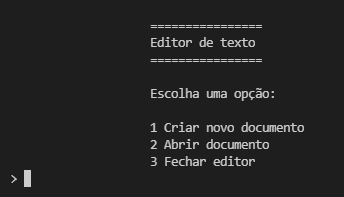 ================
Editor de texto
================
Escolha uma opção:
1 Criar novo documento
2 Abrir documento
3 Fechar editor
>